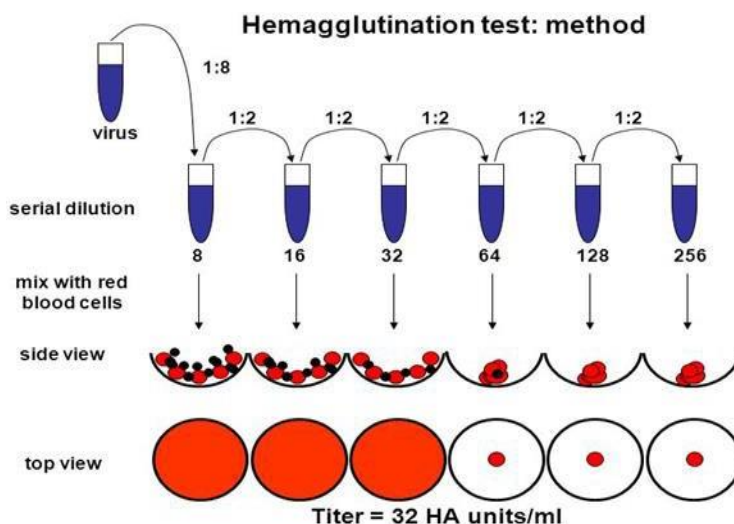 Hemagglutination test: method
1:8
virus
1:2 1:2 1:2 1:2 1:2
serial dilution
8 16 32 64 128 256
mix with red
blood cells
side view
top view
Titer = 32 HA units/ml